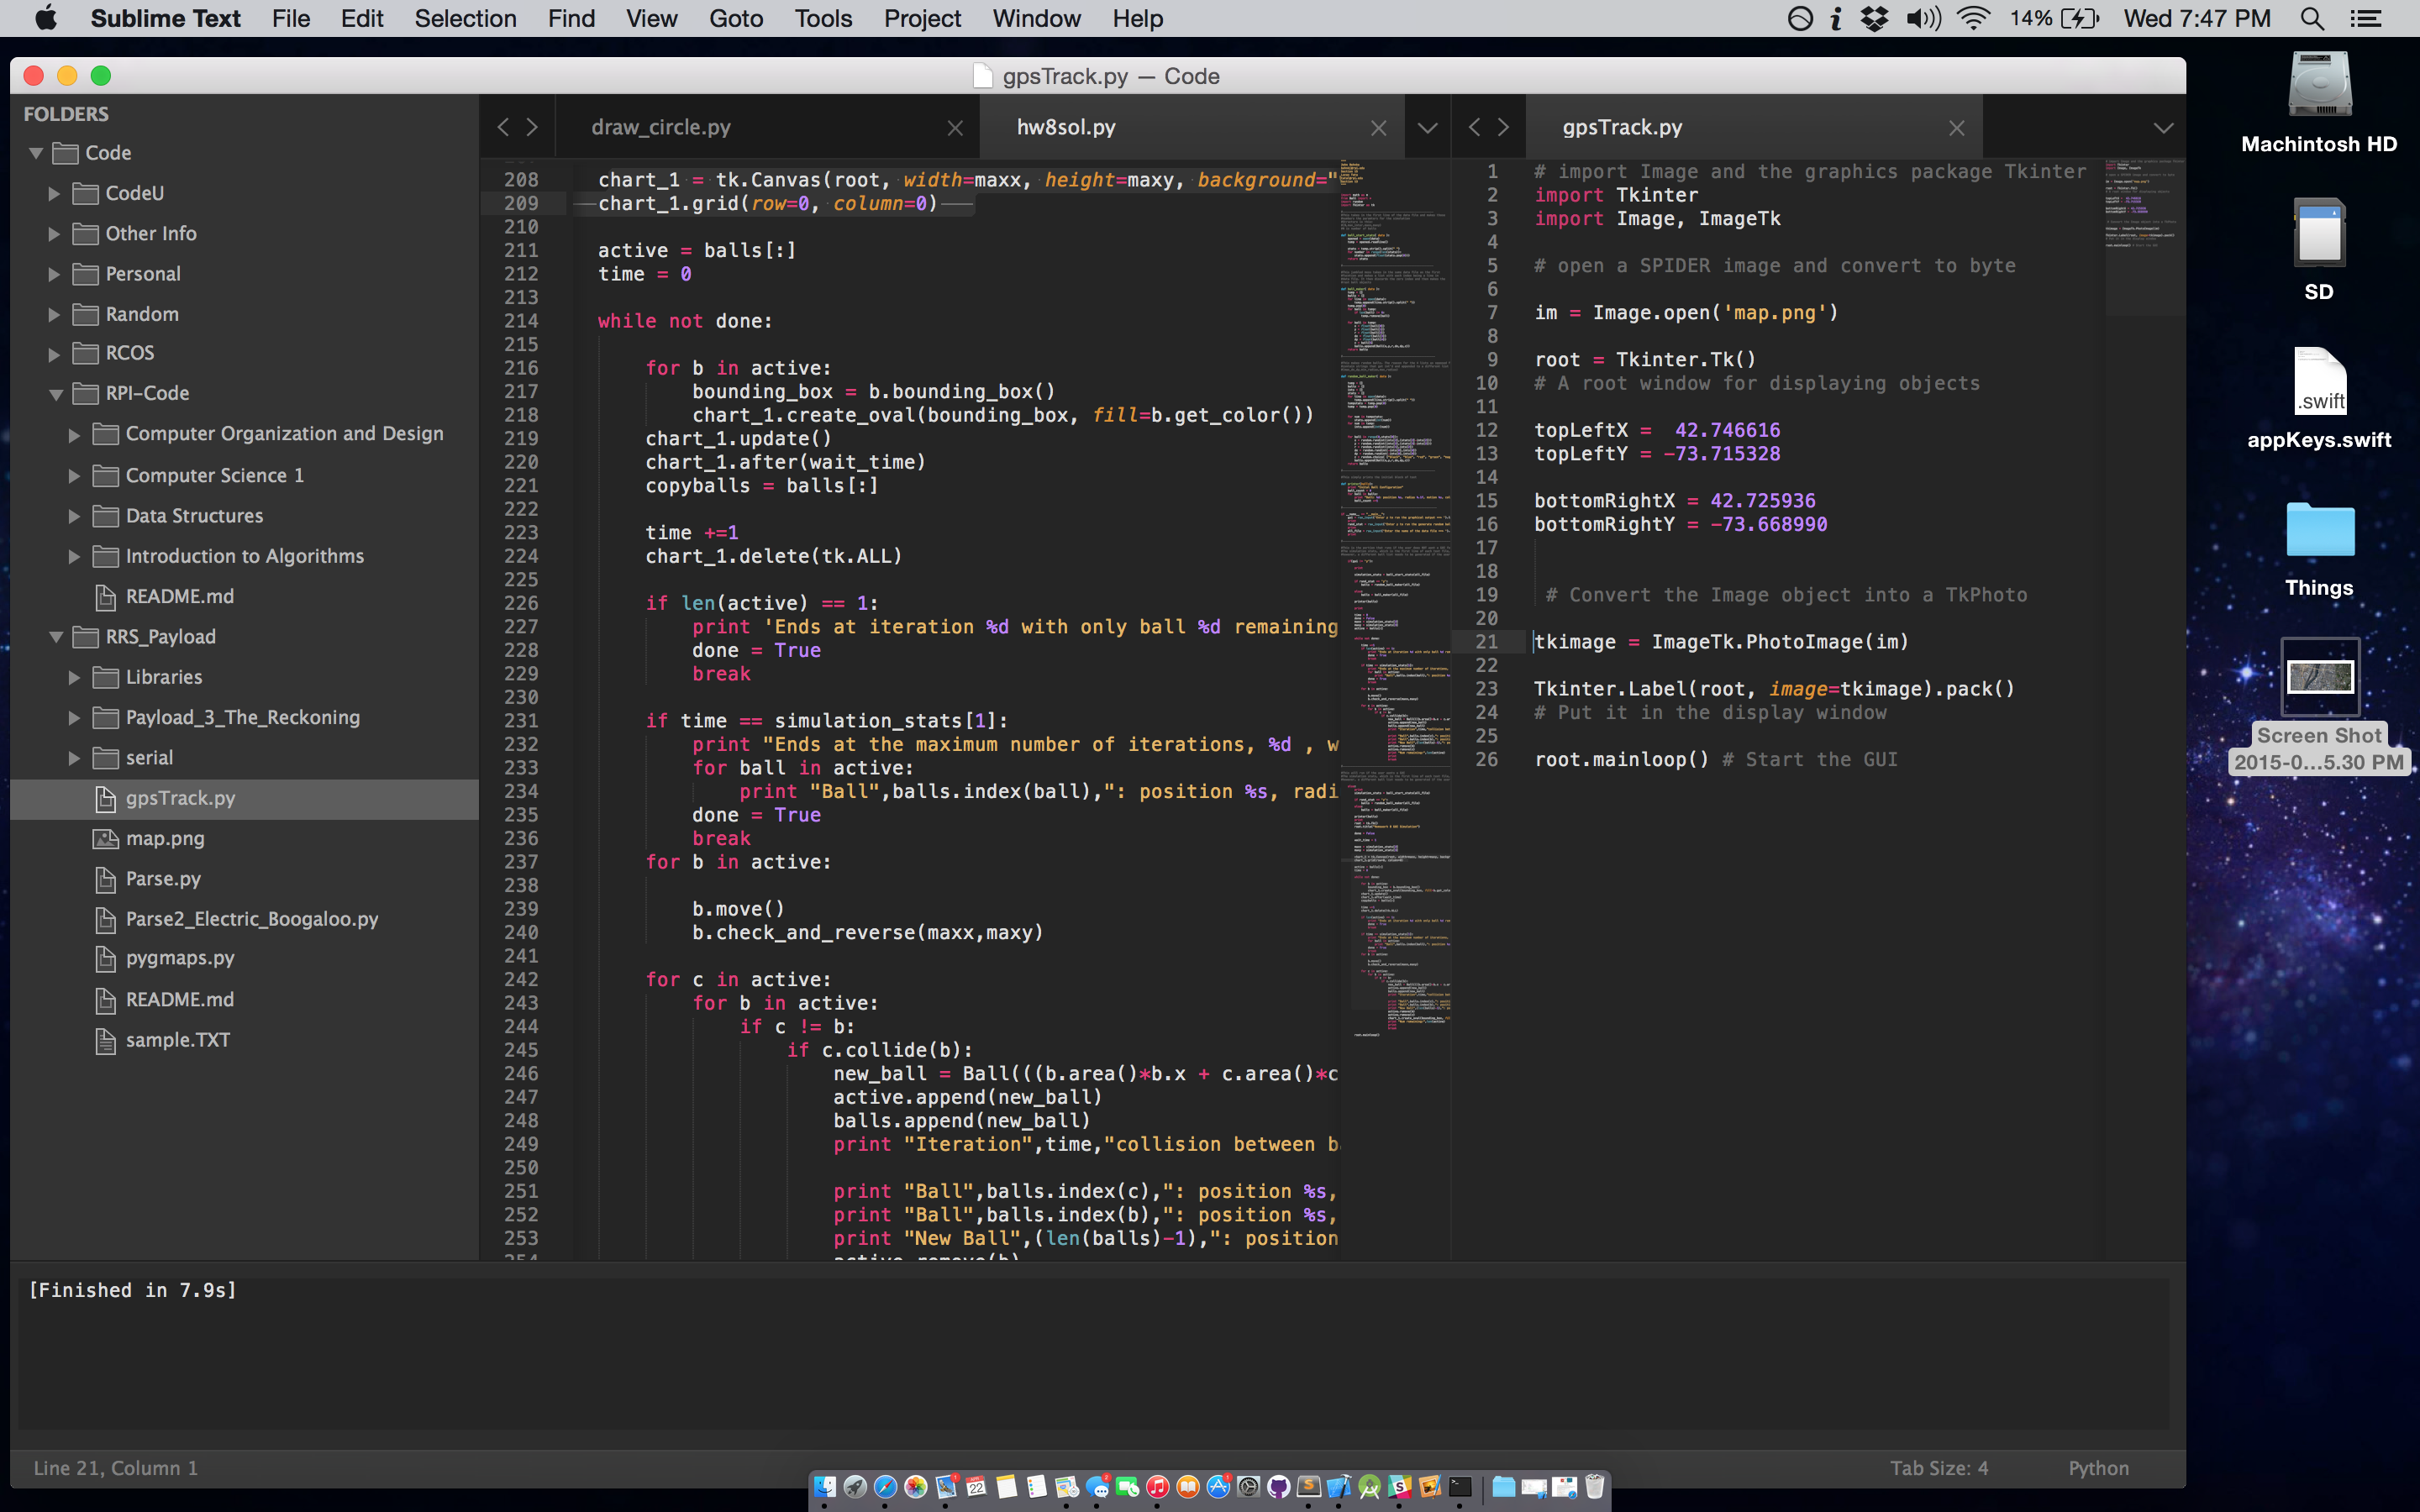 Sublime Text File Edit Selection Find View Goto Tools Project Window Help 14% Wed 7:47 PM
gpsTrack.py — Code
FOLDERS
Code
CodeU
Other Info
Personal
Random
RCOS
RPI-Code
Computer Organization and Design
Computer Science 1
Data Structures
Introduction to Algorithms
README.md
RRS_Payload
Libraries
Payload_3_The_Reckoning
serial
gpsTrack.py
map.png
Parse.py
Parse2_Electric_Boogaloo.py
pygmaps.py
README.md
sample.TXT
draw_circle.py
hw8sol.py
208 chart_1 = tk.Canvas(root, width=maxx, height=maxy, background="
209 chart_1.grid(row=0, column=0)
210
211 active = balls[:]
212 time = 0
213
214 while not done:
215
216 for b in active:
217 bounding_box = b.bounding_box()
218 chart_1.create_oval(bounding_box, fill=b.get_color())
219 chart_1.update()
220 chart_1.after(wait_time)
221 copyballs = balls[:]
222
223 time +=1
224 chart_1.delete(tk.ALL)
225
226 if len(active) == 1:
227 print 'Ends at iteration %d with only ball %d remaining
228 done = True
229 break
230
231 if time == simulation_stats[1]:
232 print "Ends at the maximum number of iterations, %d , w
233 for ball in active:
234 print "Ball",balls.index(ball),": position %s, radi
235 done = True
236 break
237 for b in active:
238
239 b.move()
240 b.check_and_reverse(maxx,maxy)
241
242 for c in active:
243 for b in active:
244 if c != b:
245 if c.collide(b):
246 new_ball = Ball(((b.area()*b.x + c.area()*c
247 active.append(new_ball)
248 balls.append(new_ball)
249 print "Iteration",time,"collision between b
250
251 print "Ball",balls.index(c),": position %s,
252 print "Ball",balls.index(b),": position %s,
253 print "New Ball",(len(balls)-1),": position
gpsTrack.py
1 # import Image and the graphics package Tkinter
2 import Tkinter
3 import Image, ImageTk
4
5 # open a SPIDER image and convert to byte
6
7 im = Image.open('map.png')
8
9 root = Tkinter.Tk()
10 # A root window for displaying objects
11
12 topLeftX =  42.746616
13 topLeftY = -73.715328
14
15 bottomRightX = 42.725936
16 bottomRightY = -73.668990
17
18
19 # Convert the Image object into a TkPhoto
20
21 tkimage = ImageTk.PhotoImage(im)
22
23 Tkinter.Label(root, image=tkimage).pack()
24 # Put it in the display window
25
26 root.mainloop() # Start the GUI
[Finished in 7.9s]
Line 21, Column 1
Tab Size: 4
Python
Machintosh HD
SD
.swift
appKeys.swift
Things
Screen Shot
2015-0...5.30 PM